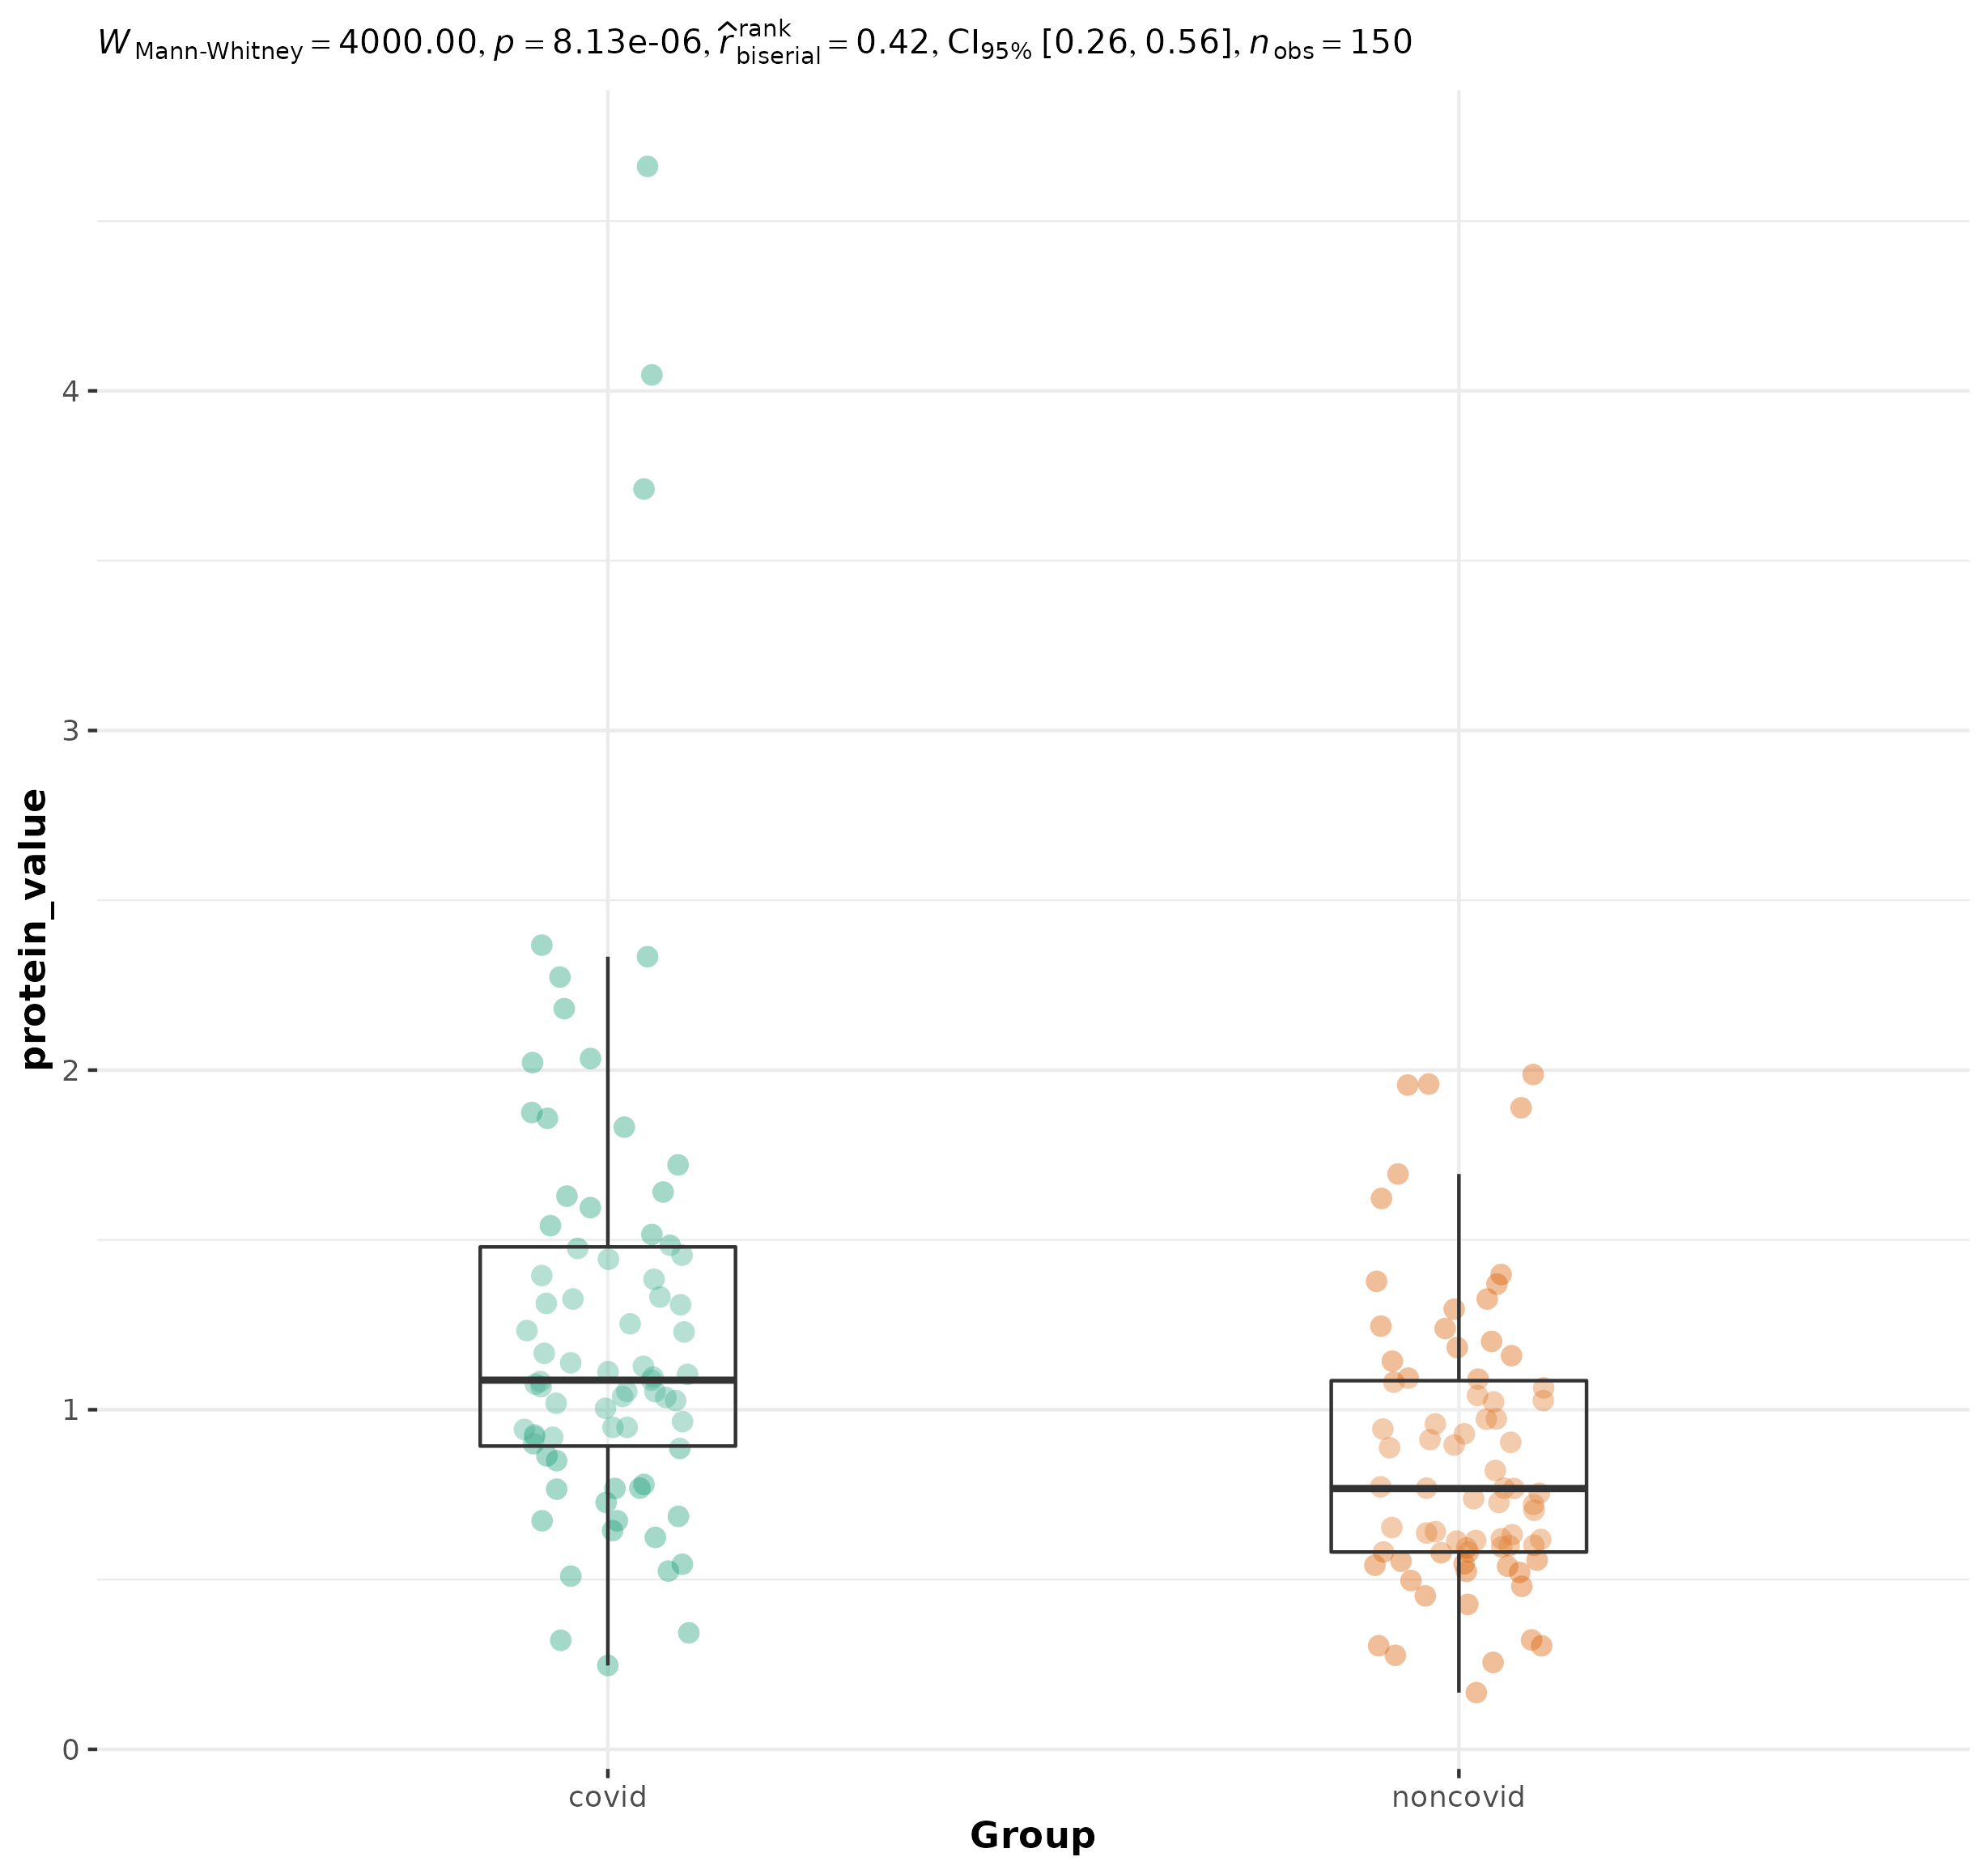 W Mann-Whitney = 4000.00, p = 8.13e-06, r̂ rank biserial = 0.42, CI95% [0.26, 0.56], nobs = 150
4
3
2
1
0
protein_value
covid noncovid
Group